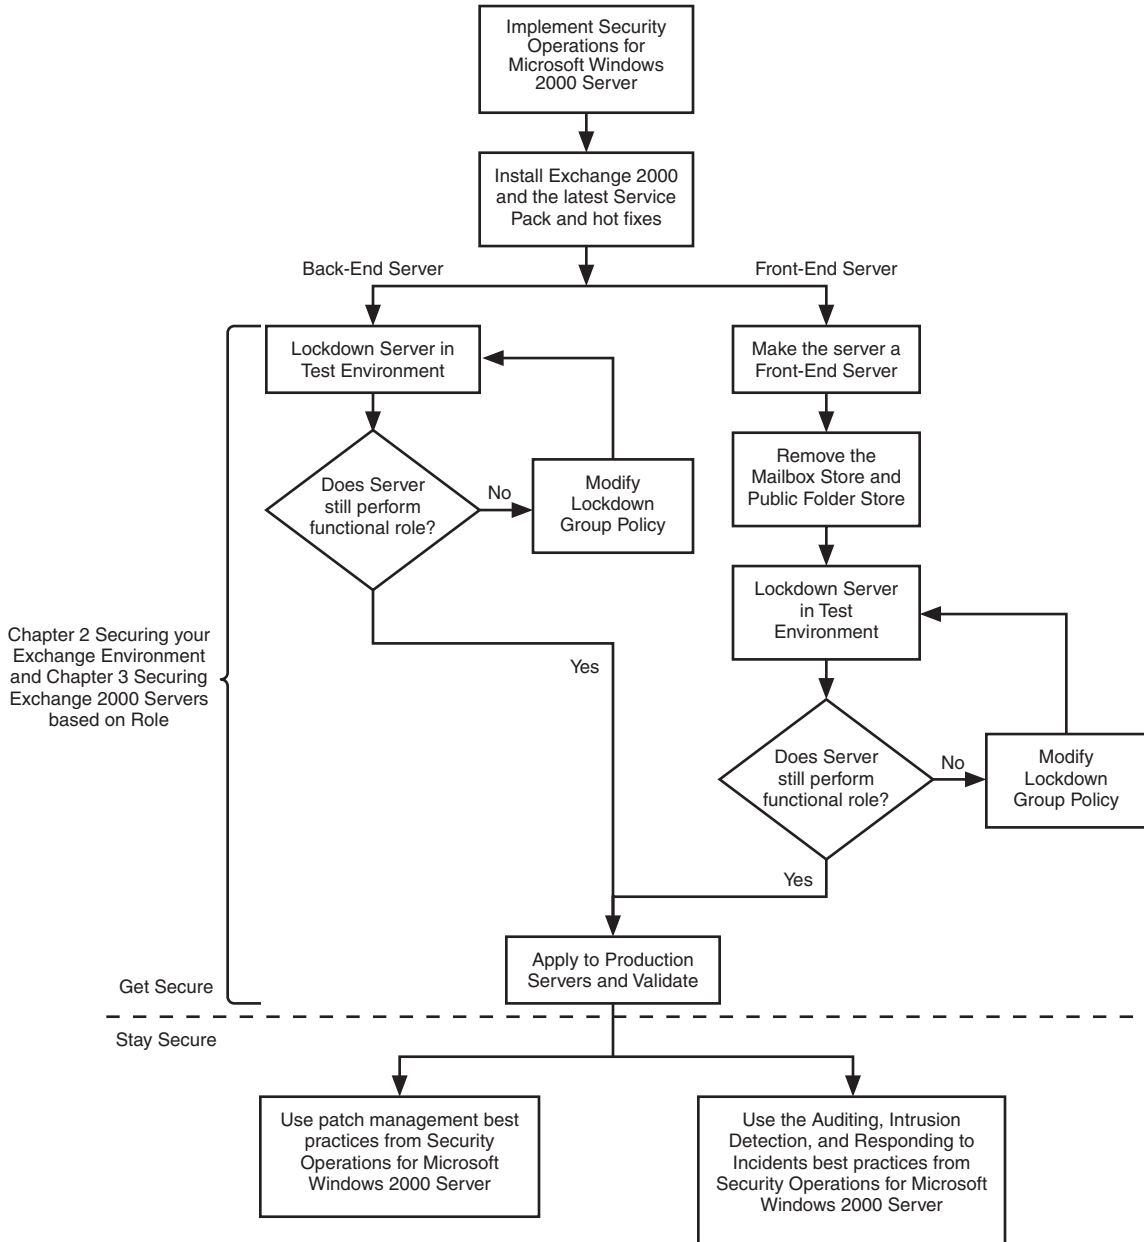 Implement Security
Operations for
Microsoft Windows
2000 Server
Install Exchange 2000
and the latest Service
Pack and hot fixes
Back-End Server
Front-End Server
Lockdown Server in
Test Environment
Make the server a
Front-End Server
Does Server
still perform
functional role?
No
Modify
Lockdown
Group Policy
Remove the
Mailbox Store and
Public Folder Store
Lockdown Server
in Test
Environment
Chapter 2 Securing your
Exchange Environment
and Chapter 3 Securing
Exchange 2000 Servers
based on Role
Yes
Does Server
still perform
functional role?
No
Modify
Lockdown
Group Policy
Yes
Apply to Production
Servers and Validate
Get Secure
Stay Secure
Use patch management best
practices from Security
Operations for Microsoft
Windows 2000 Server
Use the Auditing, Intrusion
Detection, and Responding to
Incidents best practices from
Security Operations for Microsoft
Windows 2000 Server